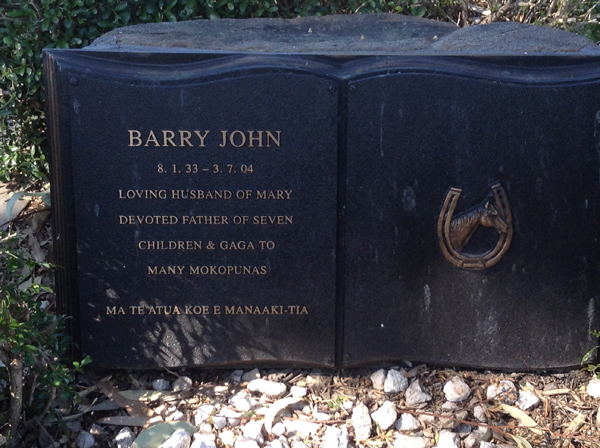 BARRY JOHN
8. 1. 33 – 3. 7. 04
LOVING HUSBAND OF MARY
DEVOTED FATHER OF SEVEN
CHILDREN & GAGA TO
MANY MOKOPUNAS
MA TE ATUA KOE E MANAAKI-TIA